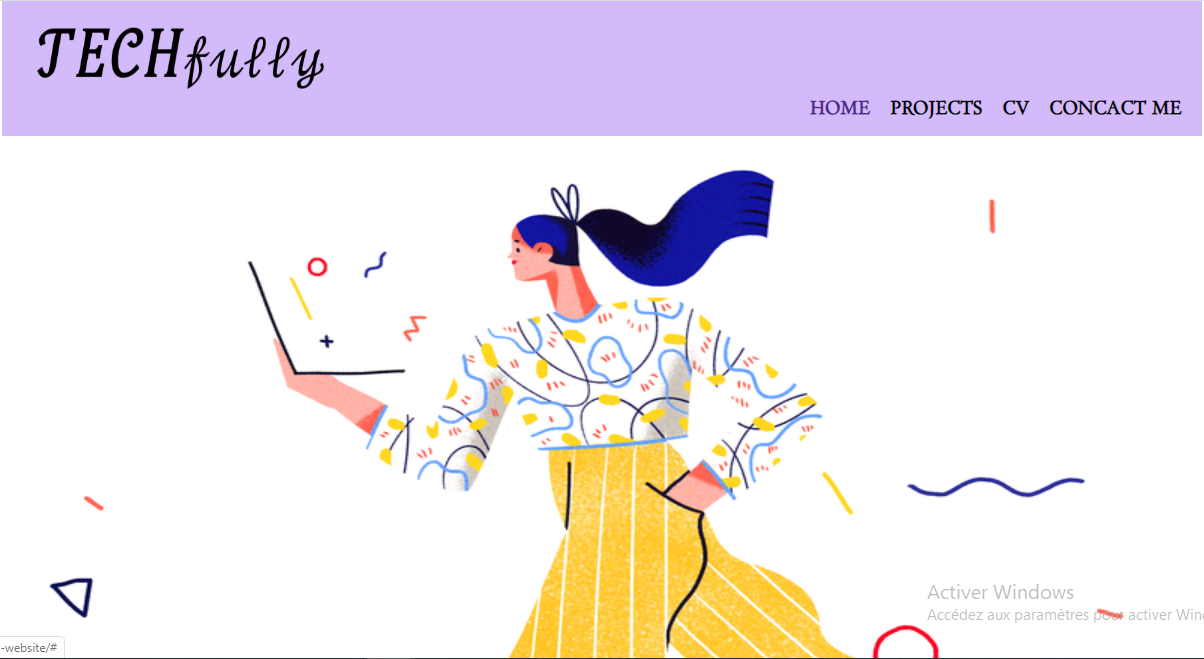 TECHfully
HOME PROJECTS CV CONCACT ME
Activer Windows
Accédez aux paramètres pour activer Win
-website/#